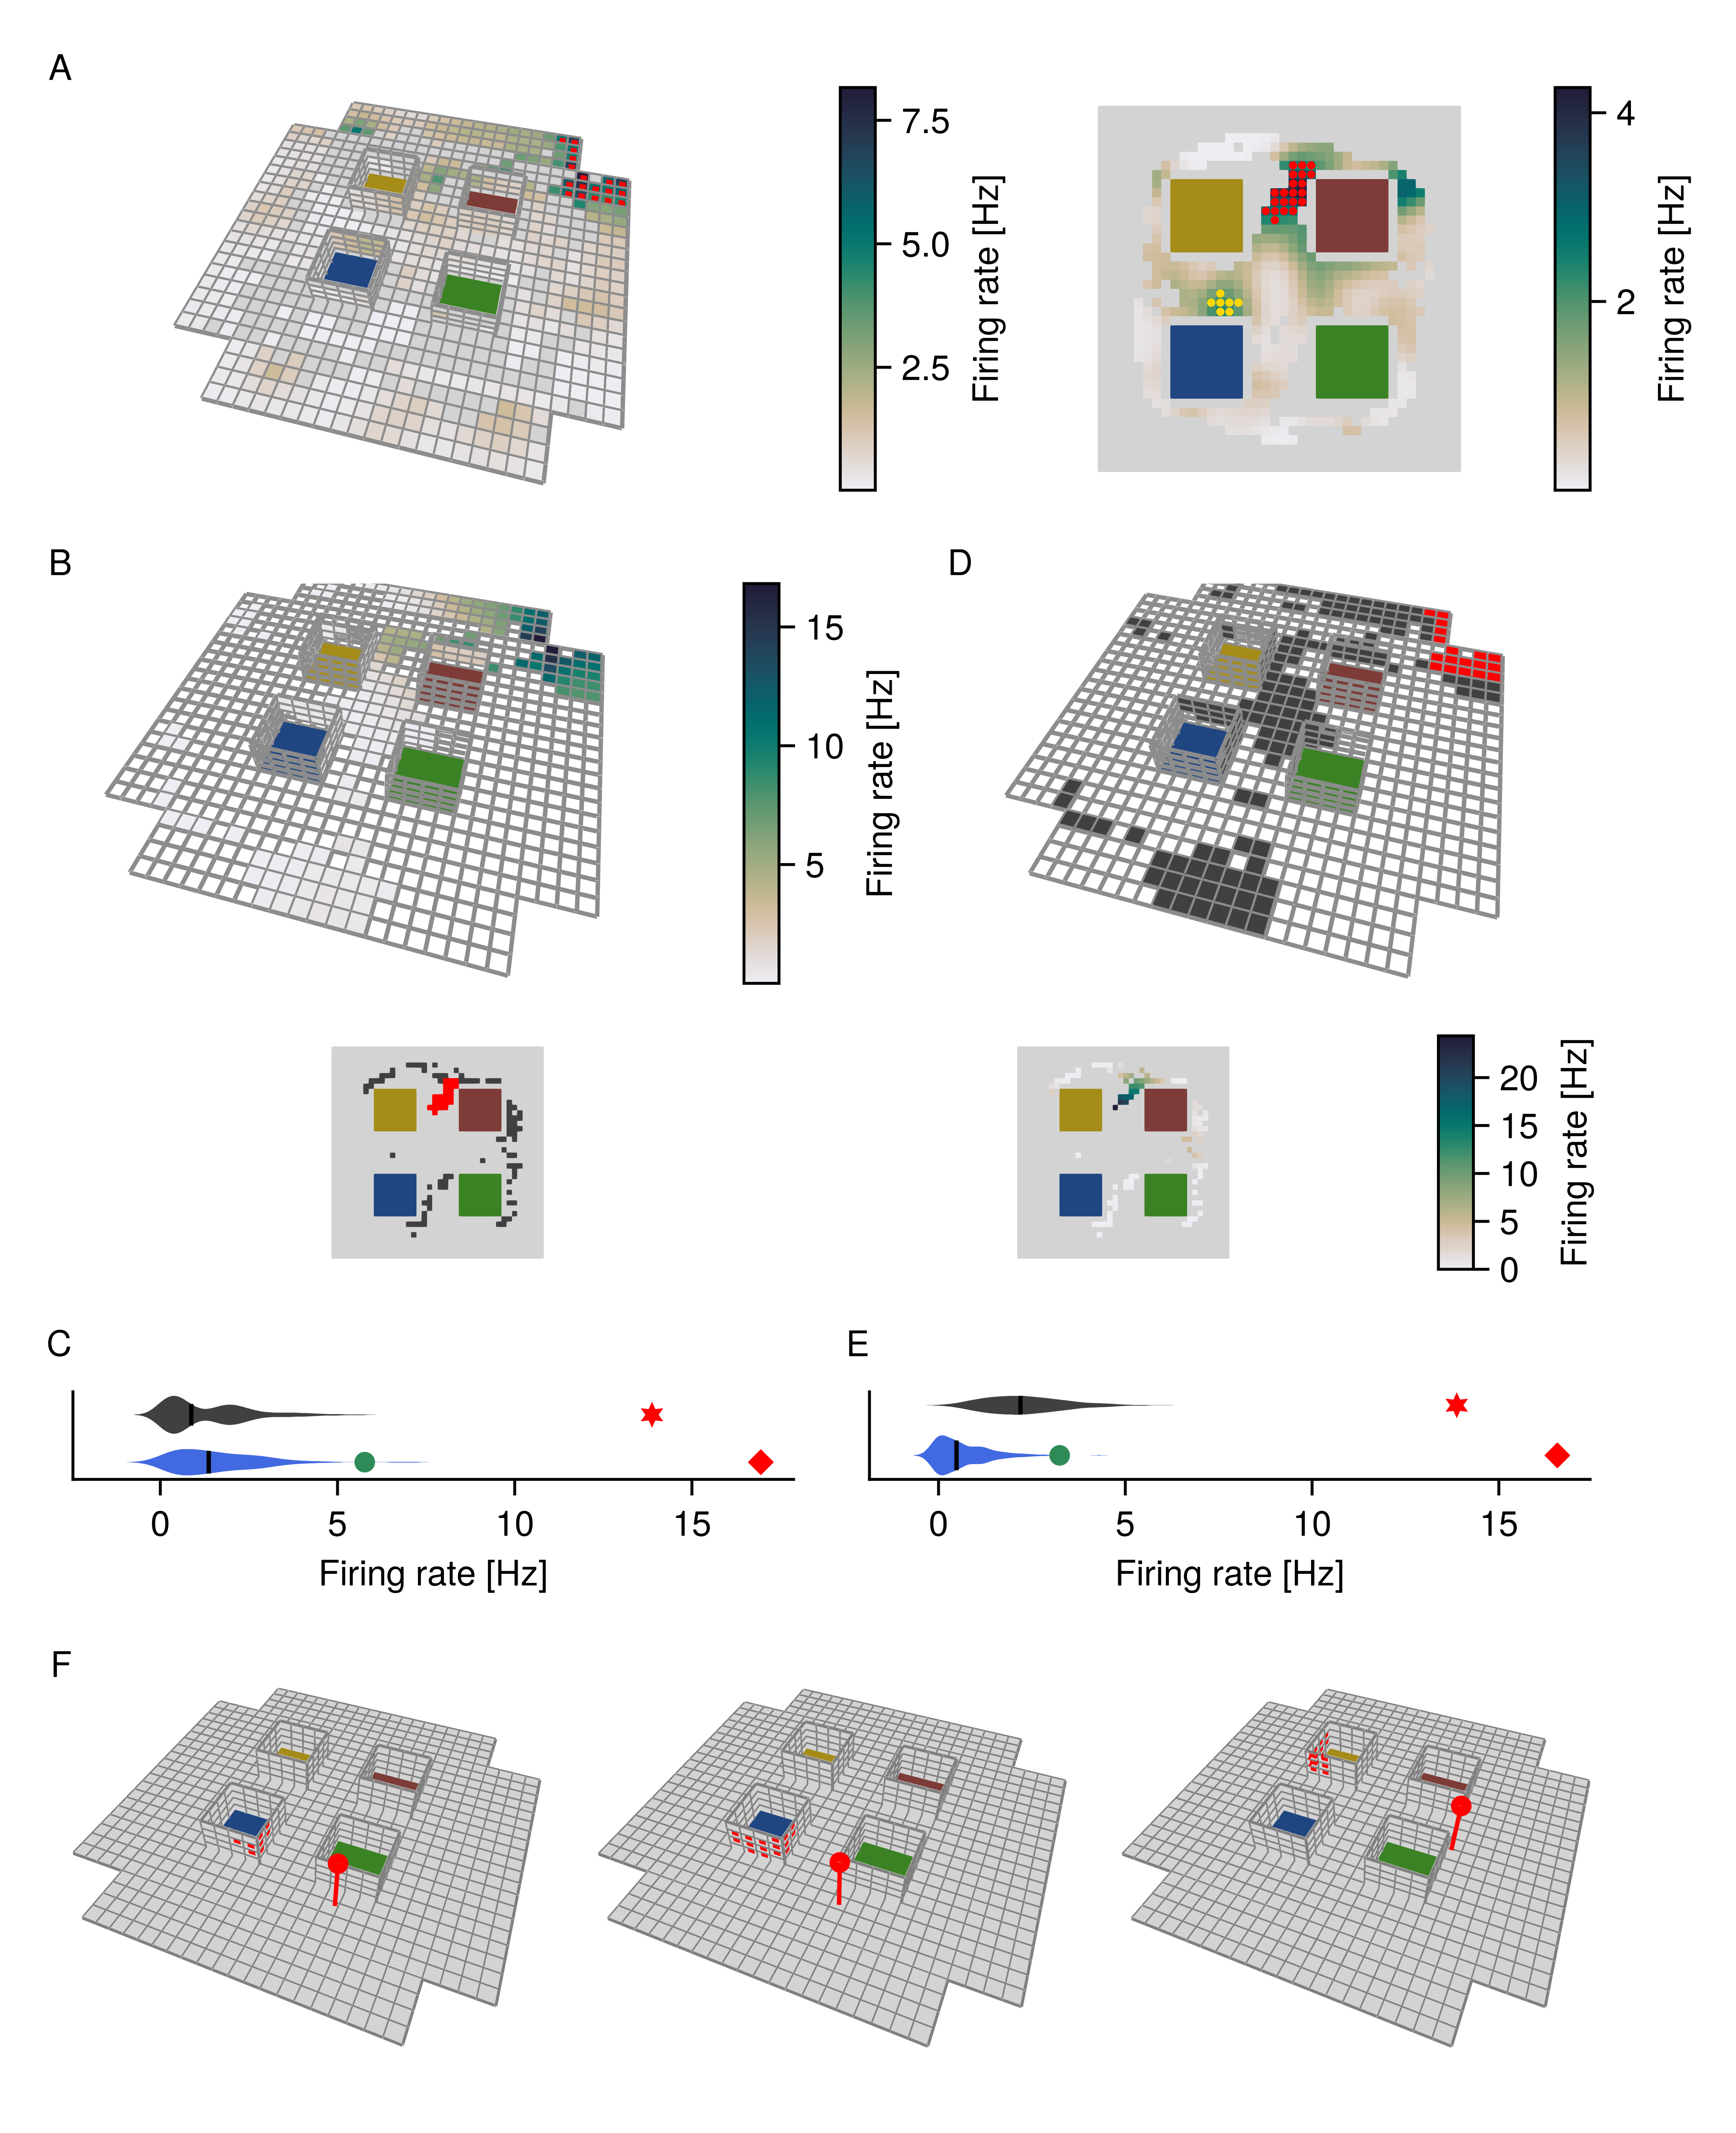 A
7.5
5.0
2.5
Firing rate [Hz]
4
2
Firing rate [Hz]
B
15
10
5
Firing rate [Hz]
D
20
15
10
5
0
Firing rate [Hz]
C
0 5 10 15
Firing rate [Hz]
E
0 5 10 15
Firing rate [Hz]
F